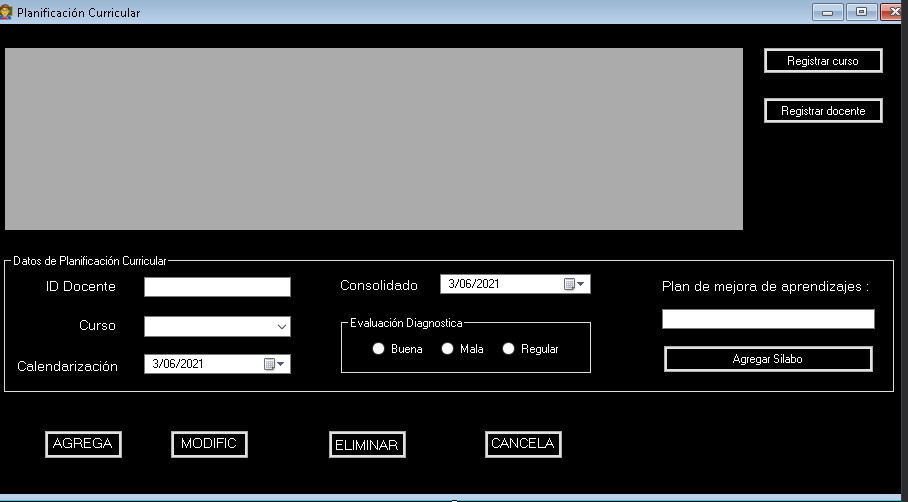 Planificación Curricular
Registrar curso
Registrar docente
Datos de Planificación Curricular
ID Docente
Consolidado
3/06/2021
Plan de mejora de aprendizajes :
Curso
Evaluación Diagnostica
Buena
Mala
Regular
Calendarización
3/06/2021
Agregar Silabo
AGREGA
MODIFIC
ELIMINAR
CANCELA